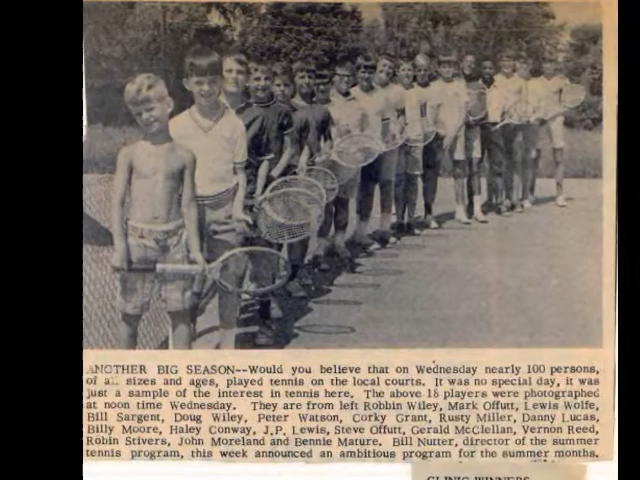 ANOTHER BIG SEASON--Would you believe that on Wednesday nearly 100 persons,
of all sizes and ages, played tennis on the local courts. It was no special day, it was
just a sample of the interest in tennis here. The above 18 players were photographed
at noon time Wednesday. They are from left Robbin Wiley, Mark Offutt, Lewis Wolfe,
Bill Sargent, Doug Wiley, Peter Watson, Corky Grant, Rusty Miller, Danny Lucas,
Billy Moore, Haley Conway, J.P. Lewis, Steve Offutt, Gerald McClellan, Vernon Reed,
Robin Stivers, John Moreland and Bennie Mature. Bill Nutter, director of the summer
tennis program, this week announced an ambitious program for the summer months.
CLINIC WINNERS